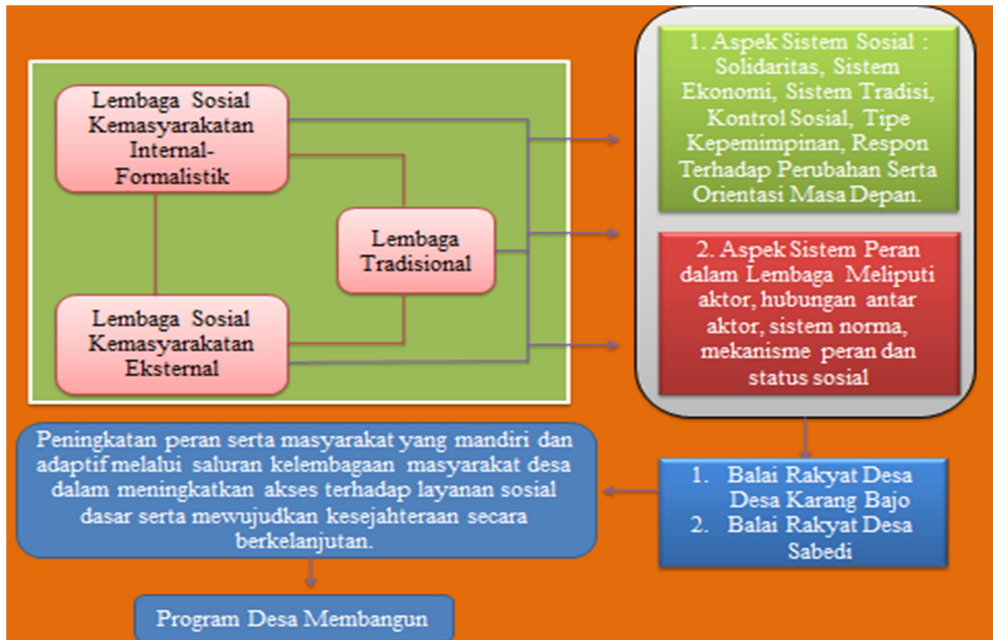 Lembaga Sosial
Kemasyarakatan
Internal-
Formalistik
Lembaga
Tradisional
Lembaga Sosial
Kemasyarakatan
Eksternal
1. Aspek Sistem Sosial :
Solidaritas, Sistem
Ekonomi, Sistem Tradisi,
Kontrol Sosial, Tipe
Kepemimpinan, Respon
Terhadap Perubahan Serta
Orientasi Masa Depan.
2. Aspek Sistem Peran
dalam Lembaga Meliputi
aktor, hubungan antar
aktor, sistem norma,
mekanisme peran dan
status sosial
1. Balai Rakyat Desa
Desa Karang Bajo
2. Balai Rakyat Desa
Sabedi
Peningkatan peran serta masyarakat yang mandiri dan
adaptif melalui saluran kelembagaan masyarakat desa
dalam meningkatkan akses terhadap layanan sosial
dasar serta mewujudkan kesejahteraan secara
berkelanjutan.
Program Desa Membangun